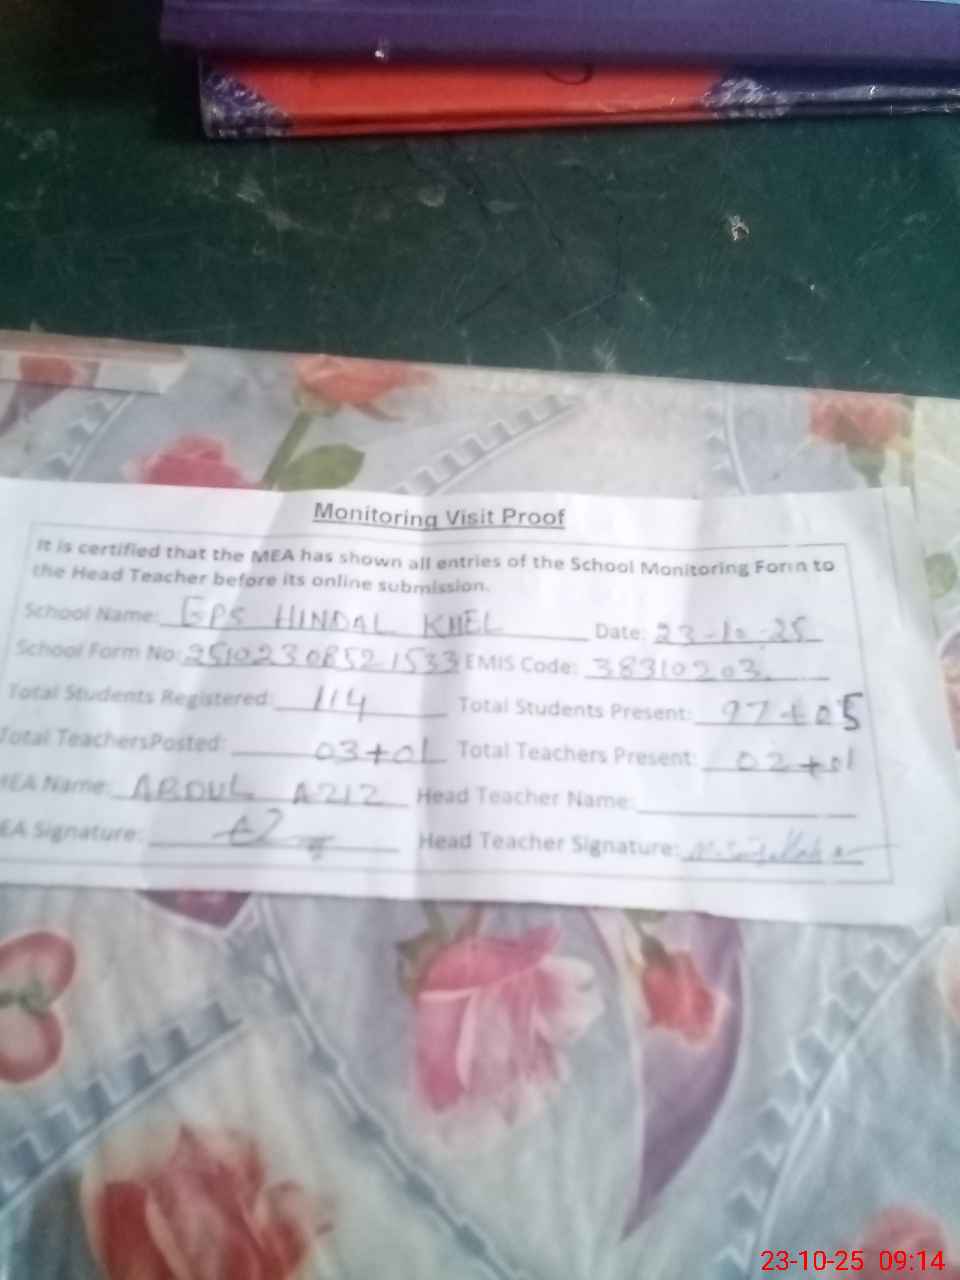 Monitoring Visit Proof
It is certified that the MEA has shown all entries of the School Monitoring Form to
the Head Teacher before its online submission.
School Name: GPS HINDAL KHEL Date: 23-10-25
School Form No: 25102308521533 EMIS Code: 38310203
Total Students Registered: 114 Total Students Present: 97+05
Total TeachersPosted: 03+01 Total Teachers Present: 02+01
MEA Name: ABDUL AZIZ Head Teacher Name:
EA Signature: Head Teacher Signature:
23-10-25 09:14